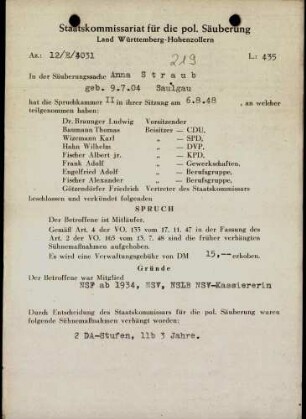 Staatskommissariat für die pol. Säuberung
Land Württemberg-Hohenzollern
Az.: 12/E/4031
219
L.: 435
In der Säuberungssache Anna Straub
geb. 9.7.04 Saulgau
hat die Spruchkammer II in ihrer Sitzung am 6.8.48, an welcher
teilgenommen haben:
Dr. Brounger Ludwig Vorsitzender
Baumann Thomas Beisitzer — CDU,
Wizemann Karl „ — SPD,
Hahn Wilhelm „ — DVP,
Fischer Albert jr. „ — KPD,
Frank Adolf „ — Gewerkschaften,
Engelfried Adolf „ — Berufsgruppe,
Fischer Alexander „ — Berufsgruppe,
Götzendörfer Friedrich Vertreter des Staatskommissars
beschlossen und verkündet folgenden
SPRUCH
Der Betroffene ist Mitläufer.
Gemäß Art. 4 der VO. 133 vom 17. 11. 47 in der Fassung des
Art. 2 der VO. 165 vom 13. 7. 48 sind die früher verhängten
Sühnemaßnahmen aufgehoben.
Es wird eine Verwaltungsgebühr von DM 15,— erhoben.
Gründe
Der Betroffene war Mitglied
NSF ab 1934, NSV, NSLB NSV-Kassiererin
Durch Entscheidung des Staatskommissars für die pol. Säuberung waren
folgende Sühnemaßnahmen verhängt worden:
2 DA-Stufen, 11b 3 Jahre.